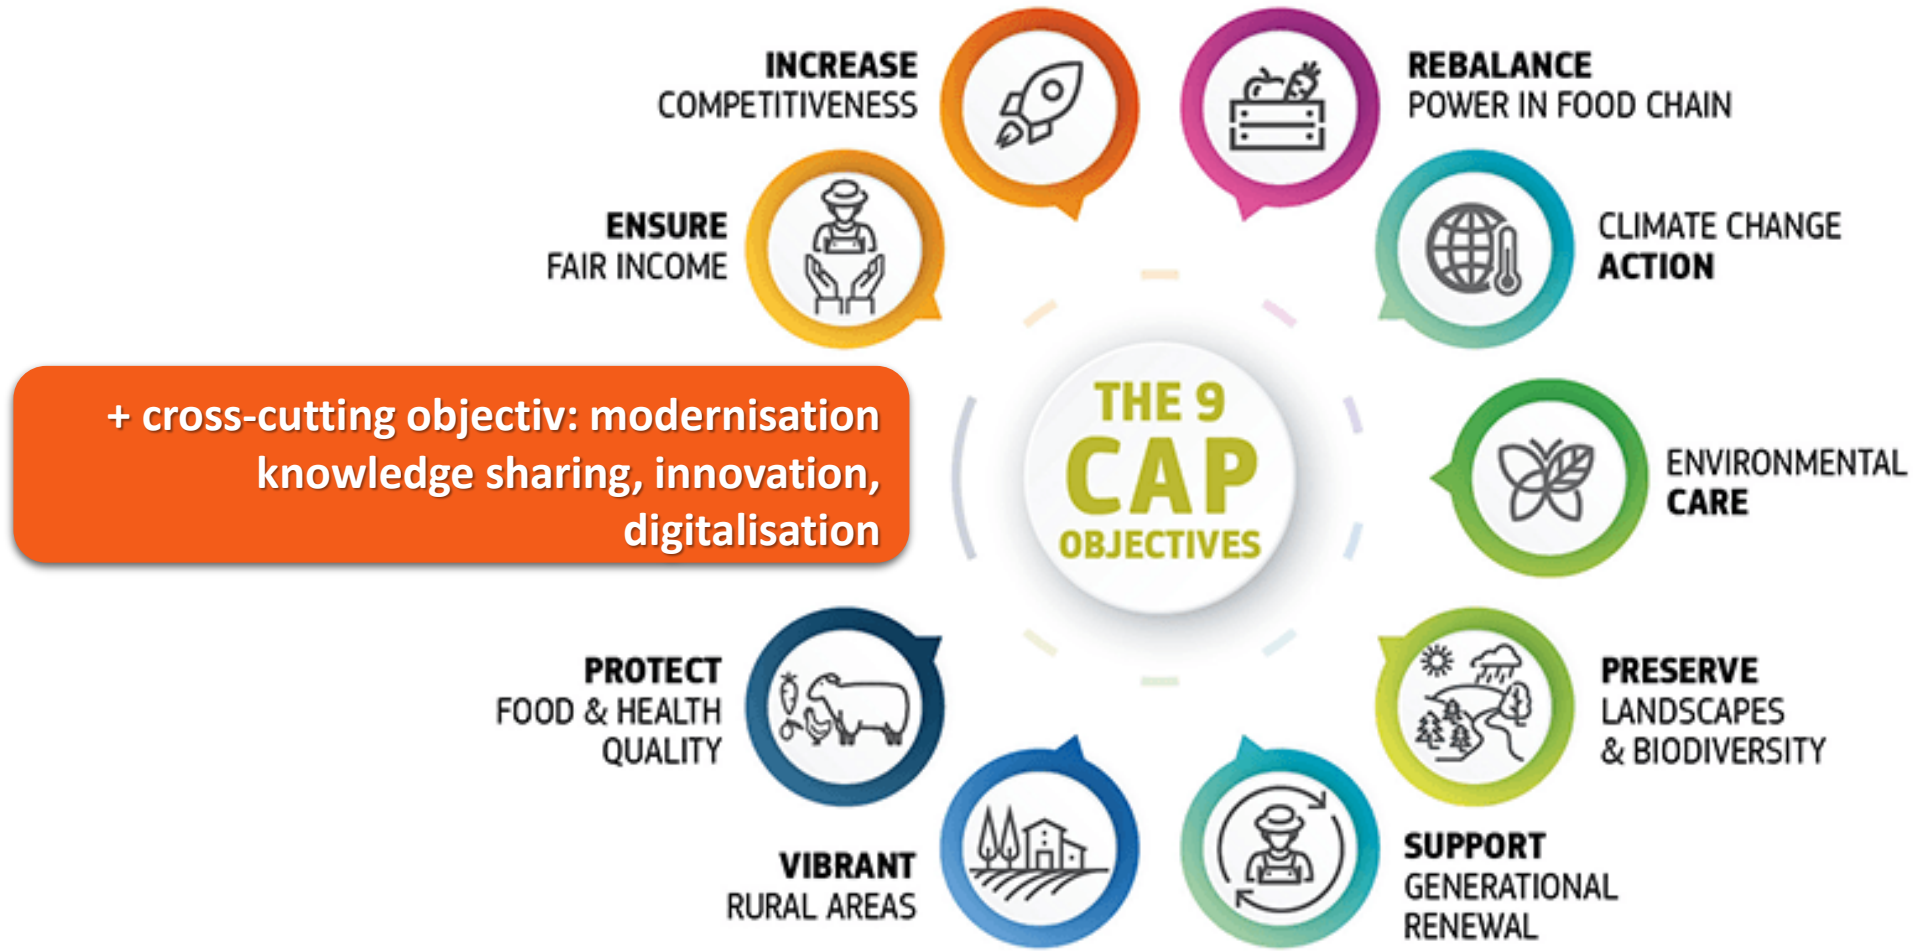 INCREASE
COMPETITIVENESS
REBALANCE
POWER IN FOOD CHAIN
ENSURE
FAIR INCOME
CLIMATE CHANGE
ACTION
+ cross-cutting objectiv: modernisation
knowledge sharing, innovation,
digitalisation
THE 9
CAP
OBJECTIVES
ENVIRONMENTAL
CARE
PROTECT
FOOD & HEALTH
QUALITY
PRESERVE
LANDSCAPES
& BIODIVERSITY
VIBRANT
RURAL AREAS
SUPPORT
GENERATIONAL
RENEWAL